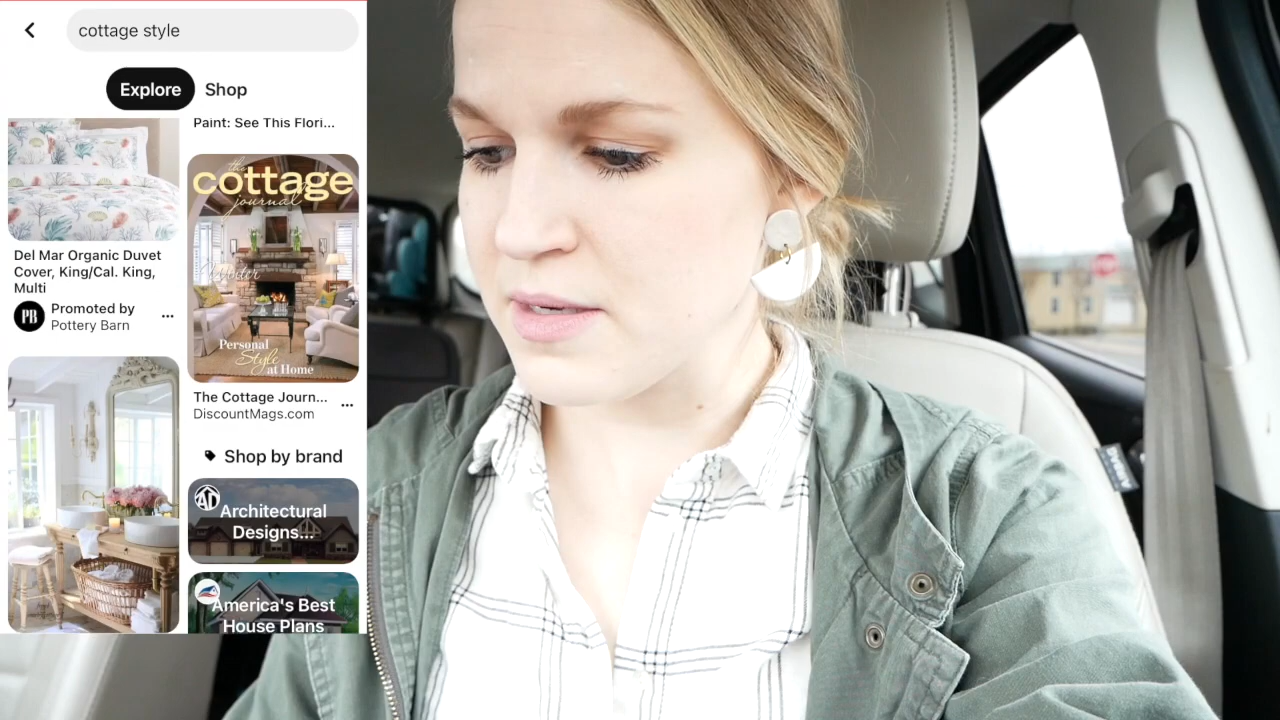 cottage style
Explore
Shop
Del Mar Organic Duvet
Cover, King/Cal. King,
Multi
PB
Promoted by
Pottery Barn
Paint: See This Flori...
the
cottage
journal
Winter
Personal
Style
at Home
The Cottage Journ...
DiscountMags.com
Shop by brand
AD
Architectural
Designs...
America's Best
House Plans